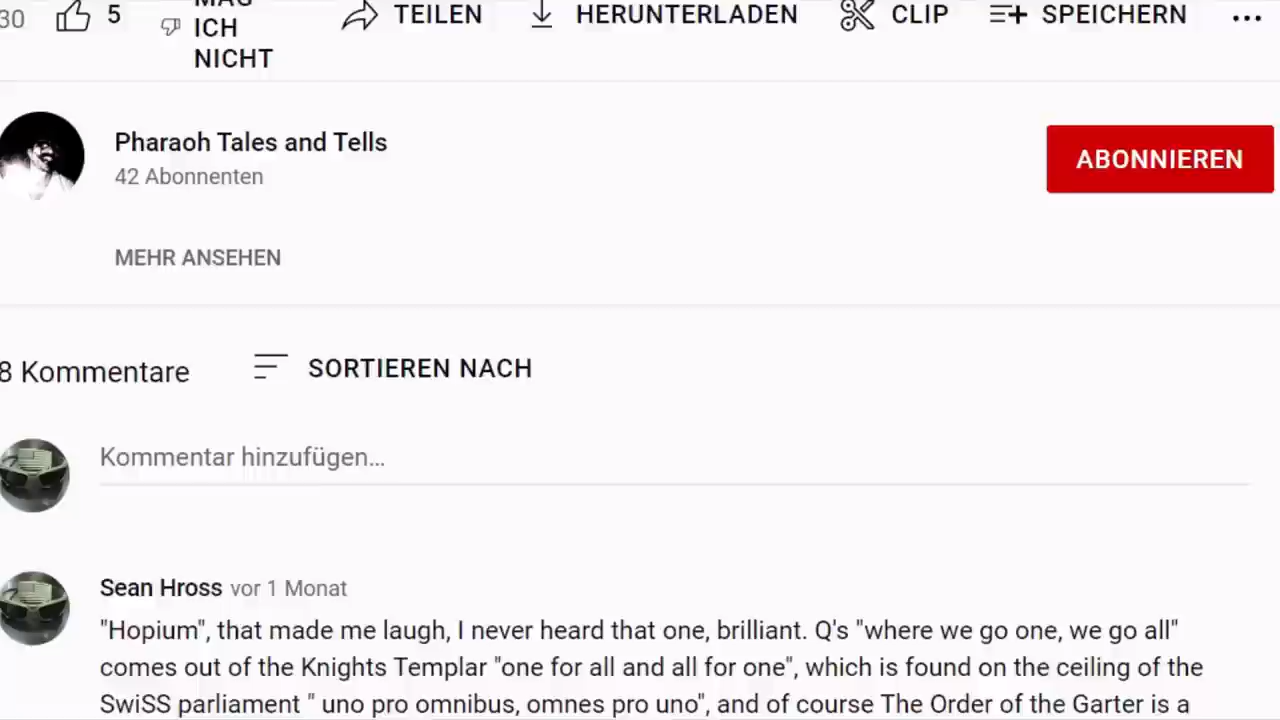 30 5 MAG TEILEN HERUNTERLADEN CLIP SPEICHERN
ICH
NICHT
Pharaoh Tales and Tells
42 Abonnenten
ABONNIEREN
MEHR ANSEHEN
8 Kommentare SORTIEREN NACH
Kommentar hinzufügen...
Sean Hross vor 1 Monat
"Hopium", that made me laugh, I never heard that one, brilliant. Q's "where we go one, we go all"
comes out of the Knights Templar "one for all and all for one", which is found on the ceiling of the
SwiSS parliament " uno pro omnibus, omnes pro uno", and of course The Order of the Garter is a